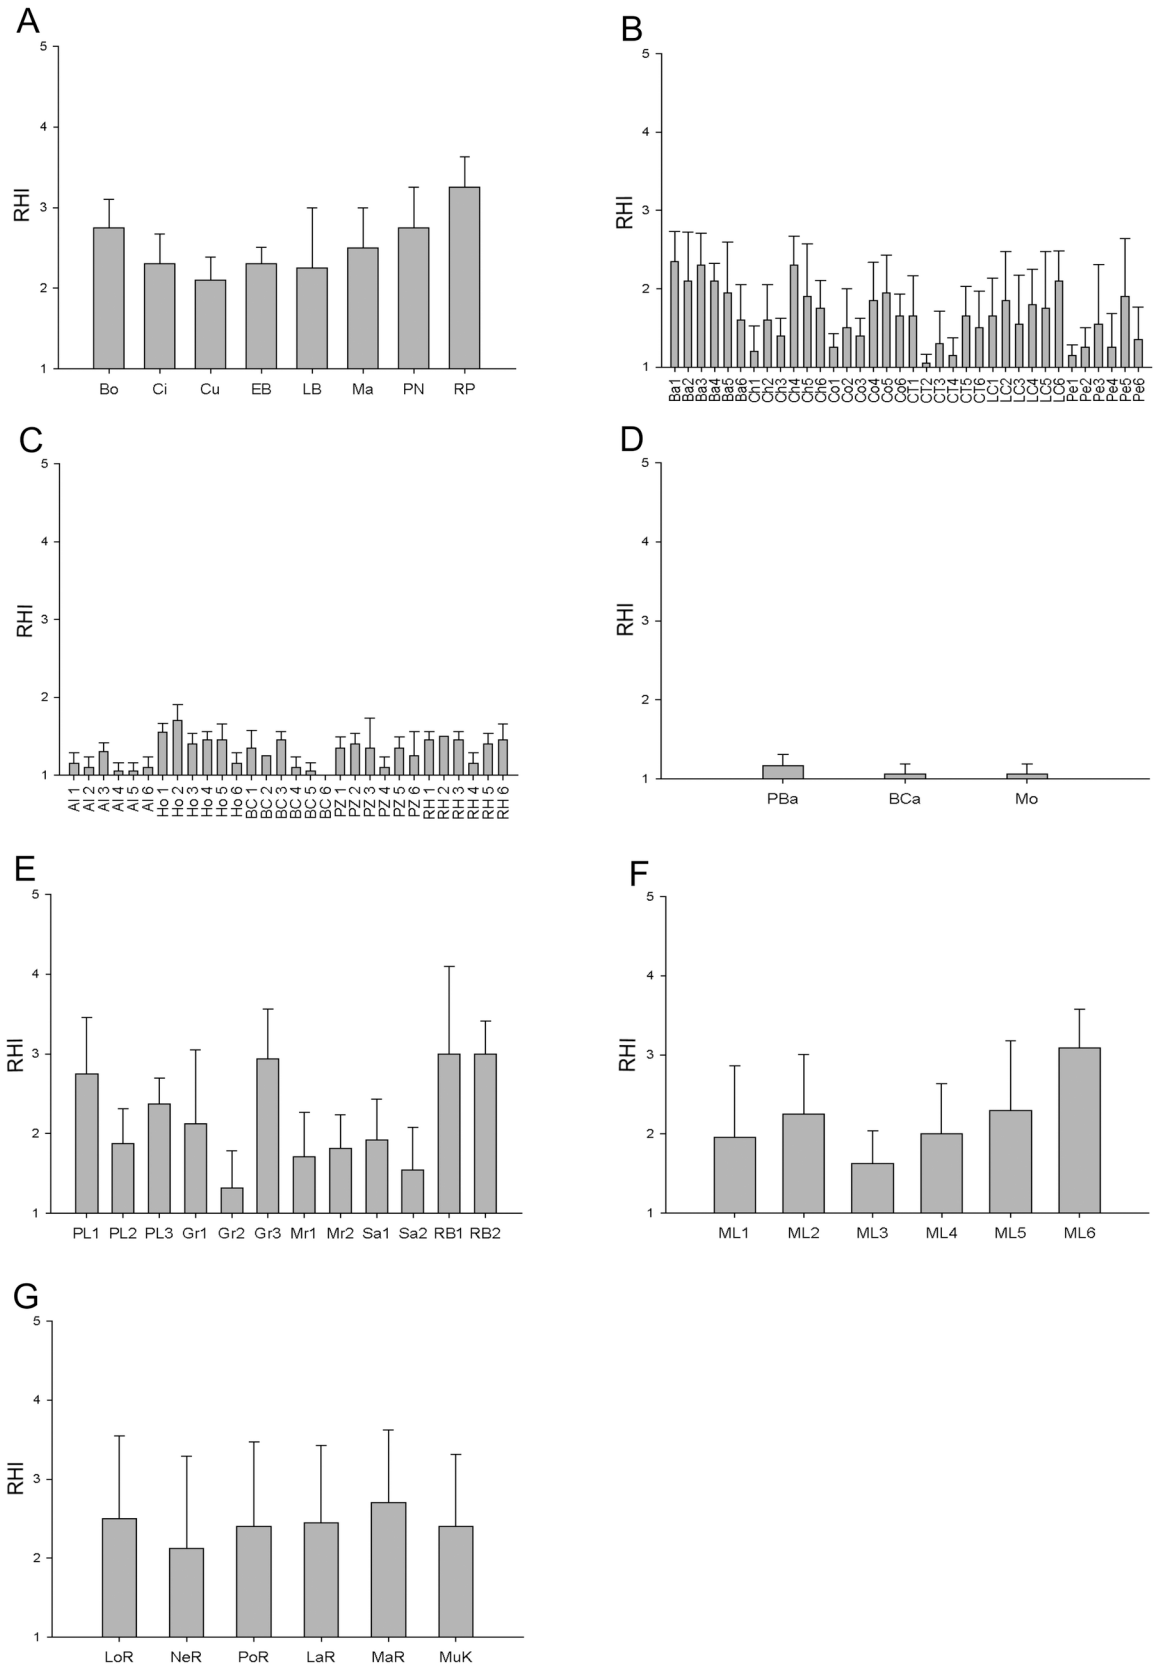 A
5
4
3
2
1
RHI
Bo Ci Cu EB LB Ma PN RP
B
5
4
3
2
1
RHI
Ba1 Ba2 Ba3 Ba4 Ba5 Ba6 Ch1 Ch2 Ch3 Ch4 Ch5 Ch6 Co1 Co2 Co3 Co4 Co5 Co6 CT1 CT2 CT3 CT4 CT5 CT6 LC1 LC2 LC3 LC4 LC5 LC6 Pe1 Pe2 Pe3 Pe4 Pe5 Pe6
C
5
4
3
2
1
RHI
Al 1 Al 2 Al 3 Al 4 Al 5 Al 6 Ho 1 Ho 2 Ho 3 Ho 4 Ho 5 Ho 6 BC 1 BC 2 BC 3 BC 4 BC 5 BC 6 PZ 1 PZ 2 PZ 3 PZ 4 PZ 5 PZ 6 RH 1 RH 2 RH 3 RH 4 RH 5 RH 6
D
5
4
3
2
1
RHI
PBa BCa Mo
E
5
4
3
2
1
RHI
PL1 PL2 PL3 Gr1 Gr2 Gr3 Mr1 Mr2 Sa1 Sa2 RB1 RB2
F
5
4
3
2
1
RHI
ML1 ML2 ML3 ML4 ML5 ML6
G
5
4
3
2
1
RHI
LoR NeR PoR LaR MaR MuK